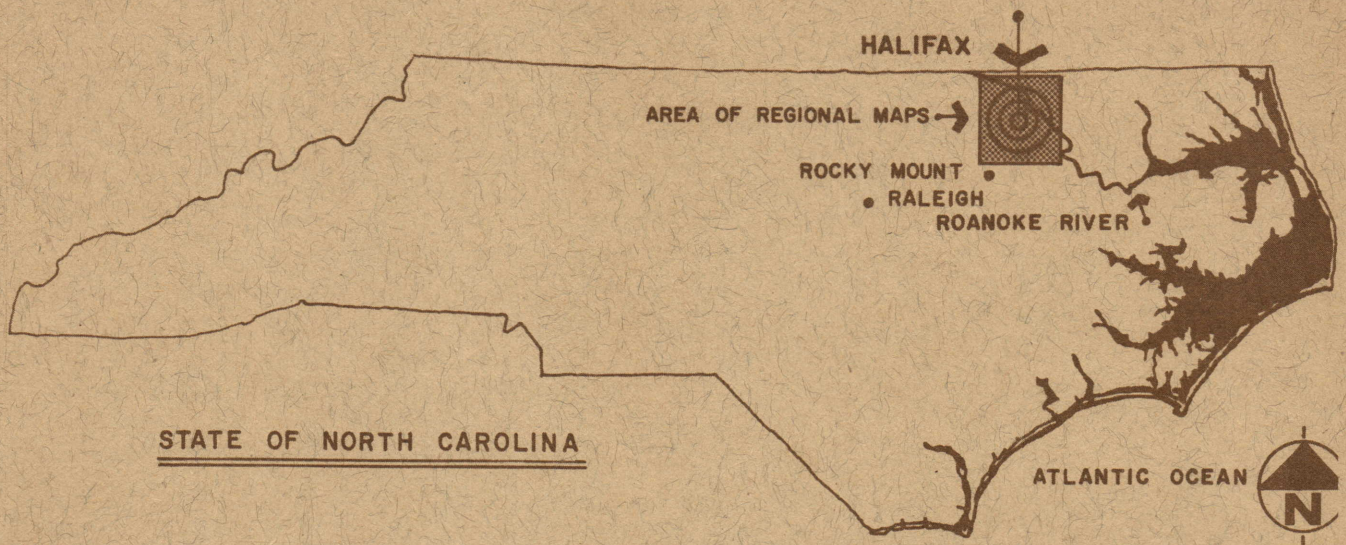 HALIFAX
AREA OF REGIONAL MAPS
ROCKY MOUNT
RALEIGH
ROANOKE RIVER
STATE OF NORTH CAROLINA
ATLANTIC OCEAN
N